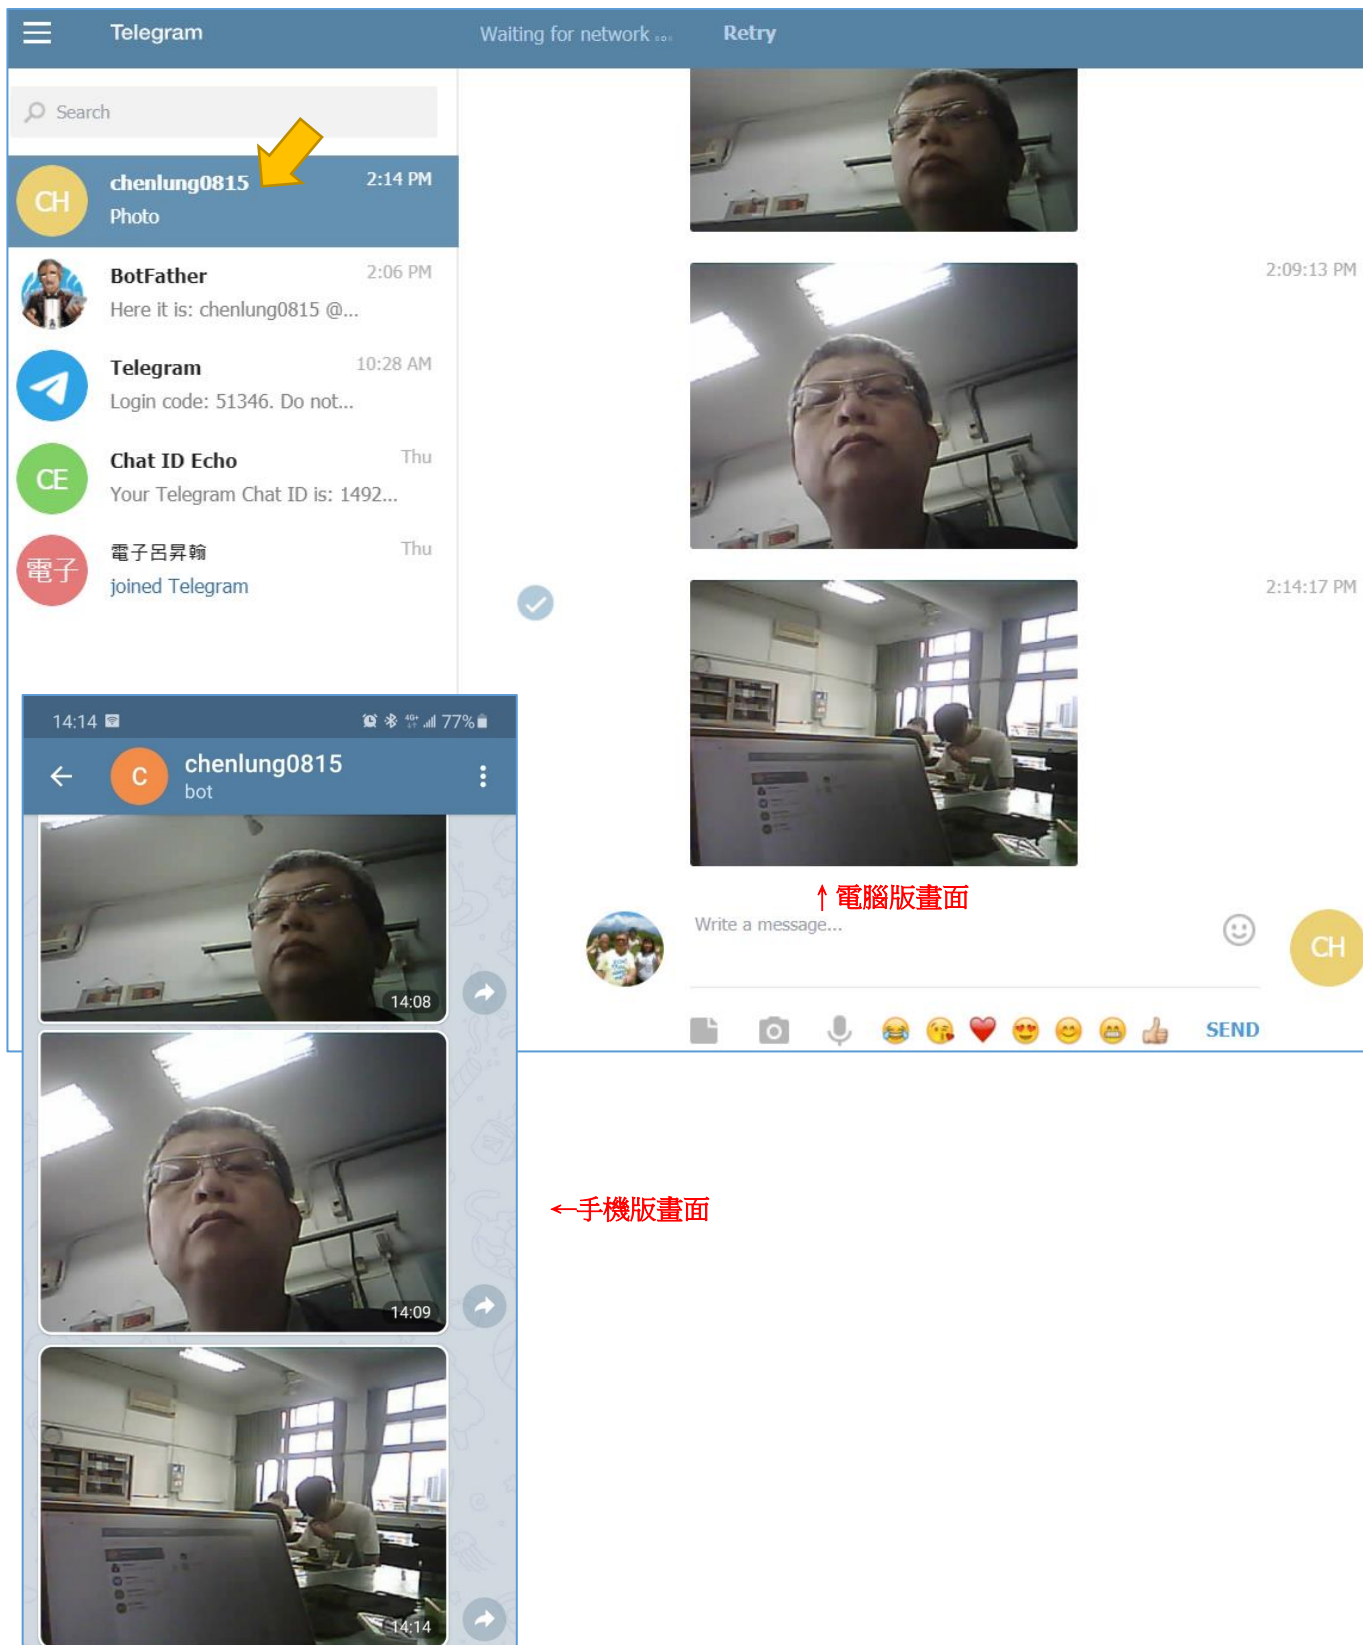 Telegram
Waiting for network ...
Retry
Search
CH
chenlung0815
2:14 PM
Photo
BotFather
2:06 PM
Here it is: chenlung0815 @...
Telegram
10:28 AM
Login code: 51346. Do not...
CE
Chat ID Echo
Thu
Your Telegram Chat ID is: 1492...
電子
電子呂昇翰
Thu
joined Telegram
2:09:13 PM
2:14:17 PM
↑電腦版畫面
Write a message...
CH
SEND
14:14
4G+
77%
C
chenlung0815
bot
14:08
14:09
14:14
←手機版畫面